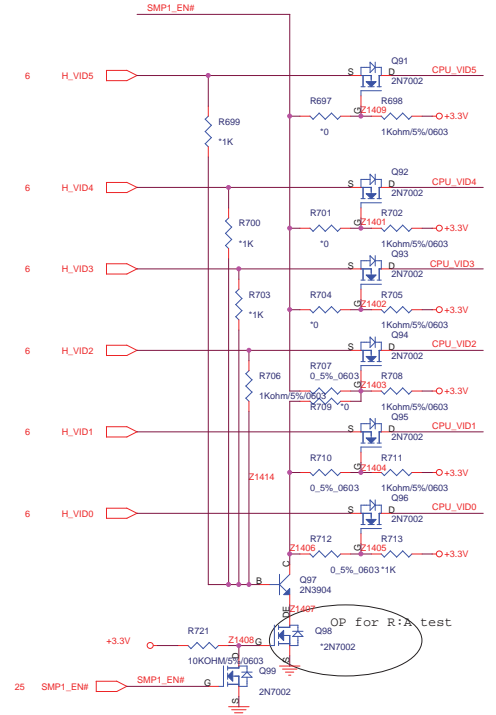 SMP1_EN#
Q91
6 H_VID5 S D CPU_VID5
2N7002
R697 G R698
Z1409 +3.3V
R699
*0 1Kohm/5%/0603
*1K
Q92
6 H_VID4 S D CPU_VID4
2N7002
R700 R701 G R702
Z1401 +3.3V
*1K *0 1Kohm/5%/0603
Q93
6 H_VID3 S D CPU_VID3
2N7002
R703 R704 G R705
Z1402 +3.3V
*1K *0 1Kohm/5%/0603
Q94
6 H_VID2 S D CPU_VID2
2N7002
R707
R706 0_5%_0603 G R708
Z1403 +3.3V
1Kohm/5%/0603 1Kohm/5%/0603
R709 *0
Q95
6 H_VID1 S D CPU_VID1
2N7002
R710 G R711
Z1414 Z1404 +3.3V
0_5%_0603 1Kohm/5%/0603
Q96
6 H_VID0 S D CPU_VID0
2N7002
R712 G R713
Z1406 Z1405 +3.3V
C
0_5%_0603 *1K
B Q97
2N3904
E
Z1407
D
OP for R:A test
R721 Q98
+3.3V Z1408 G
*2N7002
10KOHM/5%/0603 D S
Q99
25 SMP1_EN# SMP1_EN# G
2N7002
S